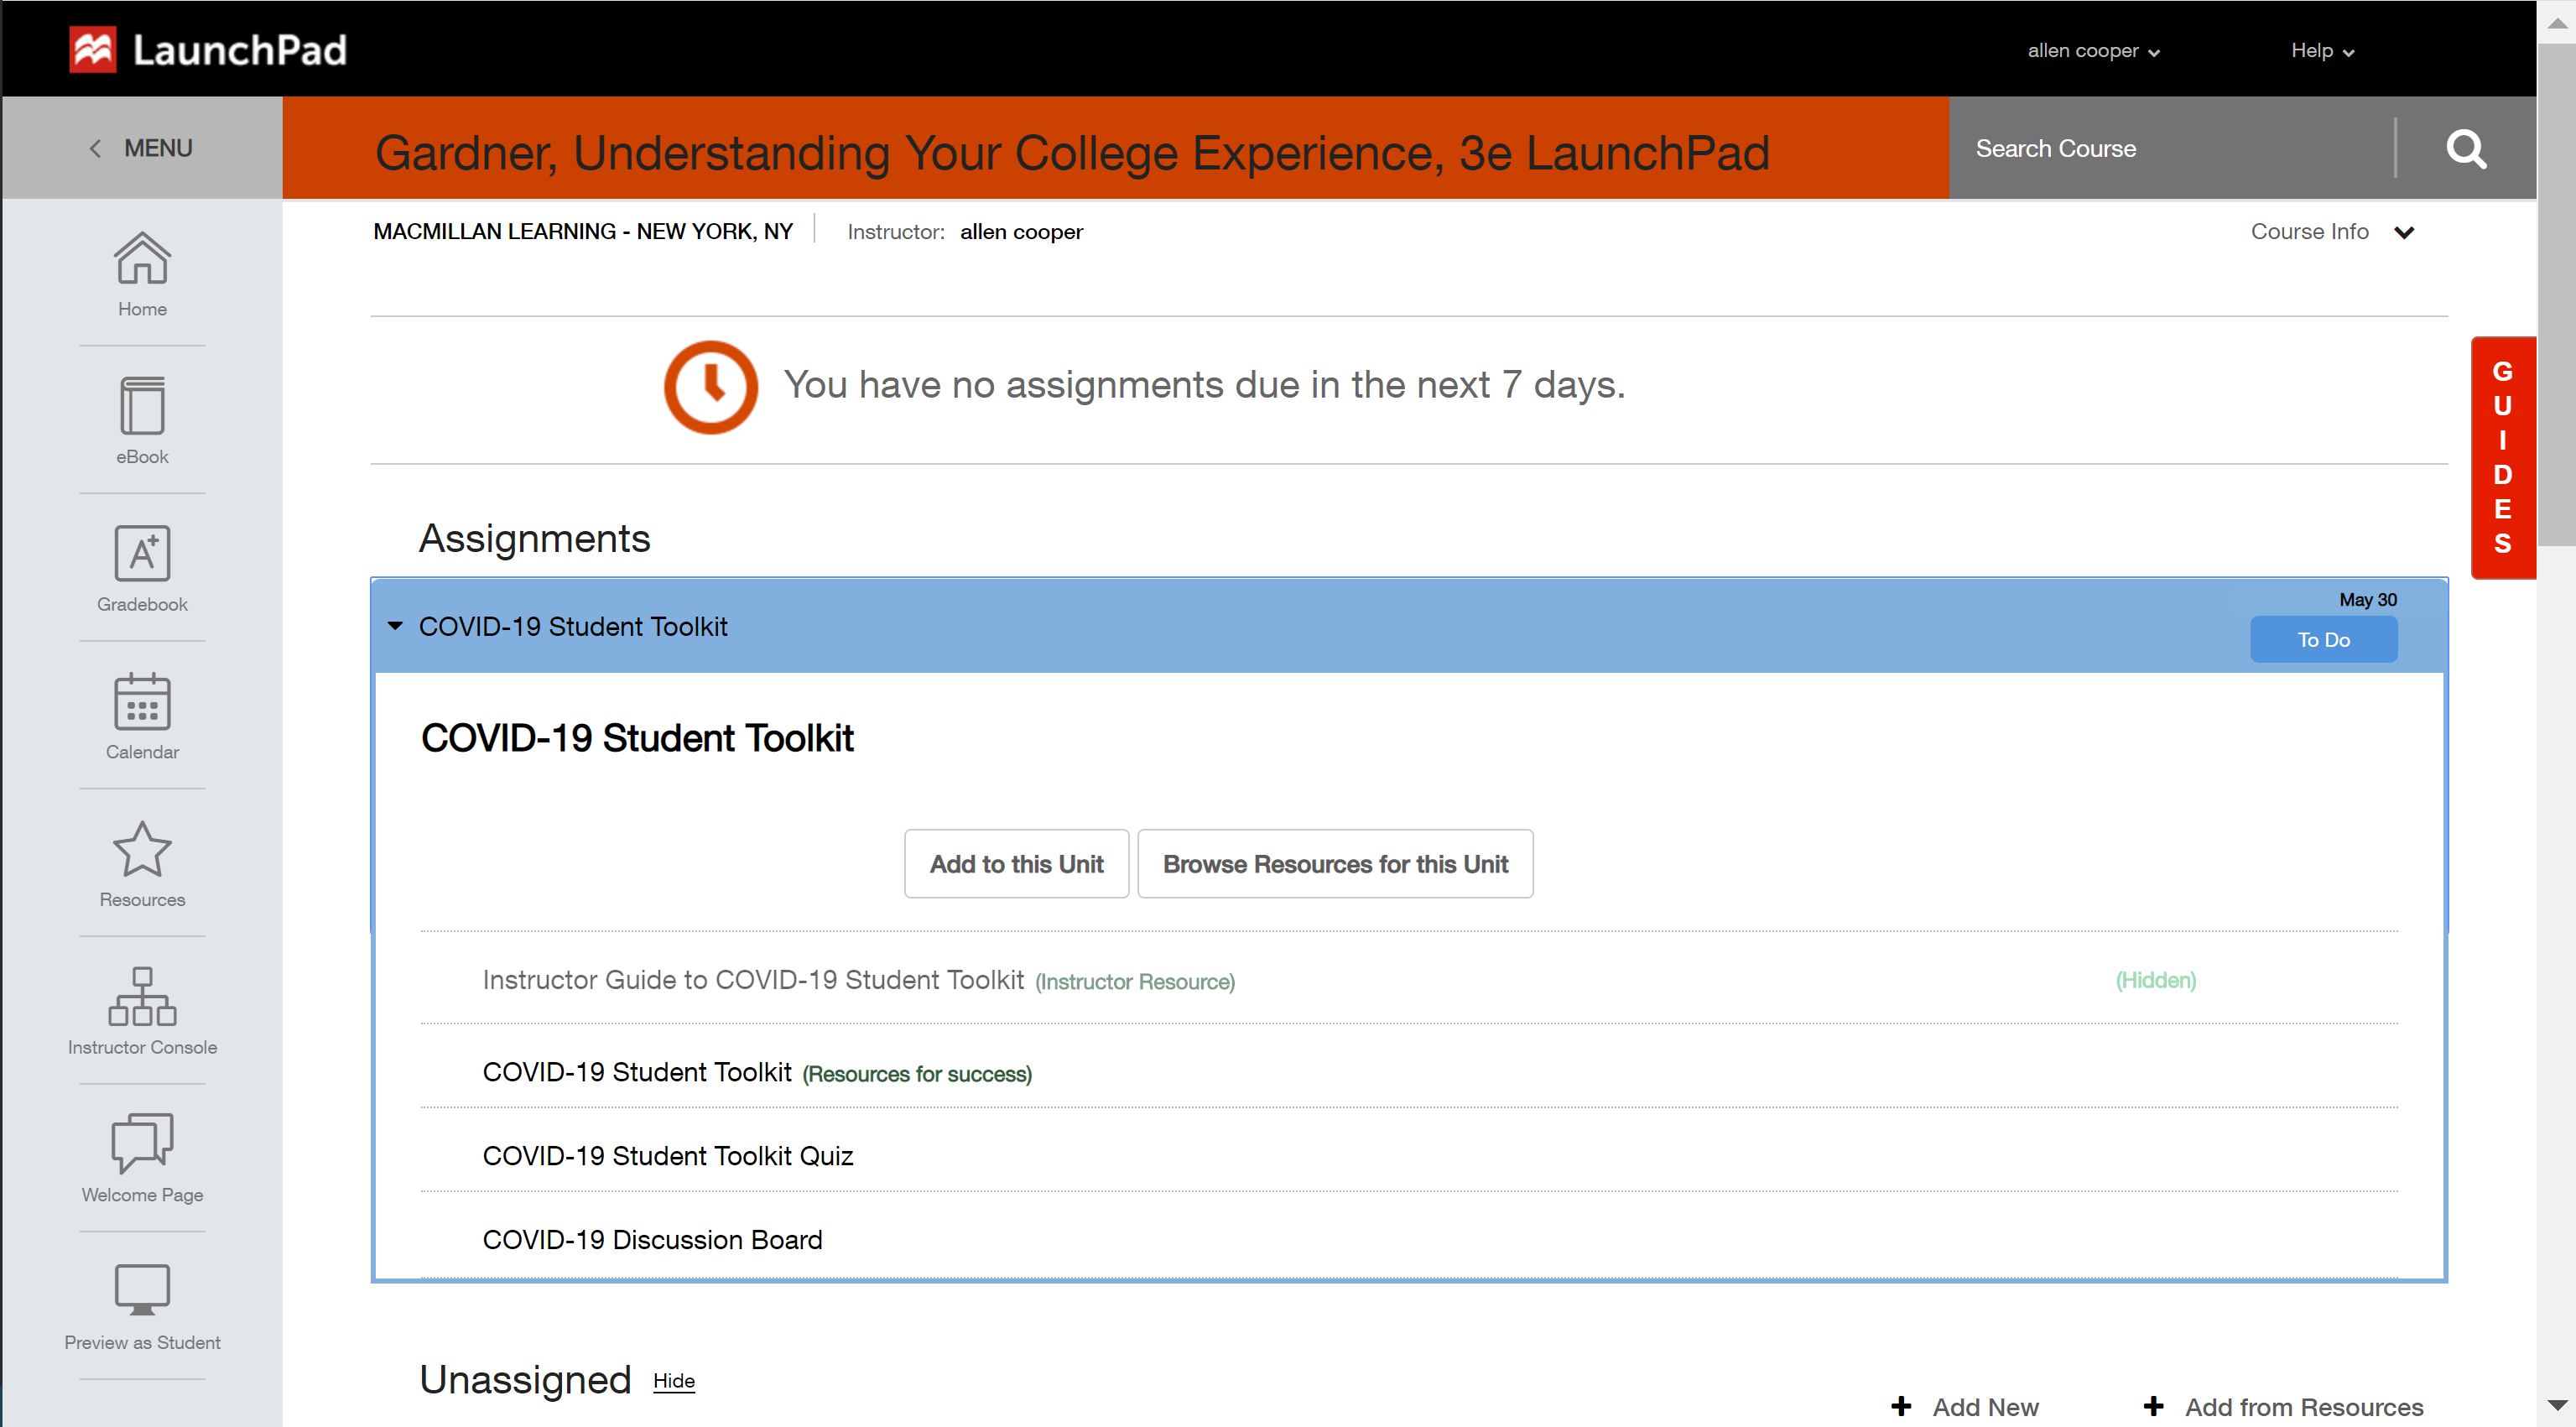 LaunchPad
allen cooper
Help
MENU
Gardner, Understanding Your College Experience, 3e LaunchPad
Search Course
MACMILLAN LEARNING - NEW YORK, NY
Instructor: allen cooper
Course Info
Home
eBook
A+
Gradebook
Calendar
Resources
Instructor Console
Welcome Page
Preview as Student
You have no assignments due in the next 7 days.
GUIDES
Assignments
COVID-19 Student Toolkit
May 30
To Do
COVID-19 Student Toolkit
Add to this Unit
Browse Resources for this Unit
Instructor Guide to COVID-19 Student Toolkit (Instructor Resource)
(Hidden)
COVID-19 Student Toolkit (Resources for success)
COVID-19 Student Toolkit Quiz
COVID-19 Discussion Board
Unassigned Hide
+ Add New
+ Add from Resources